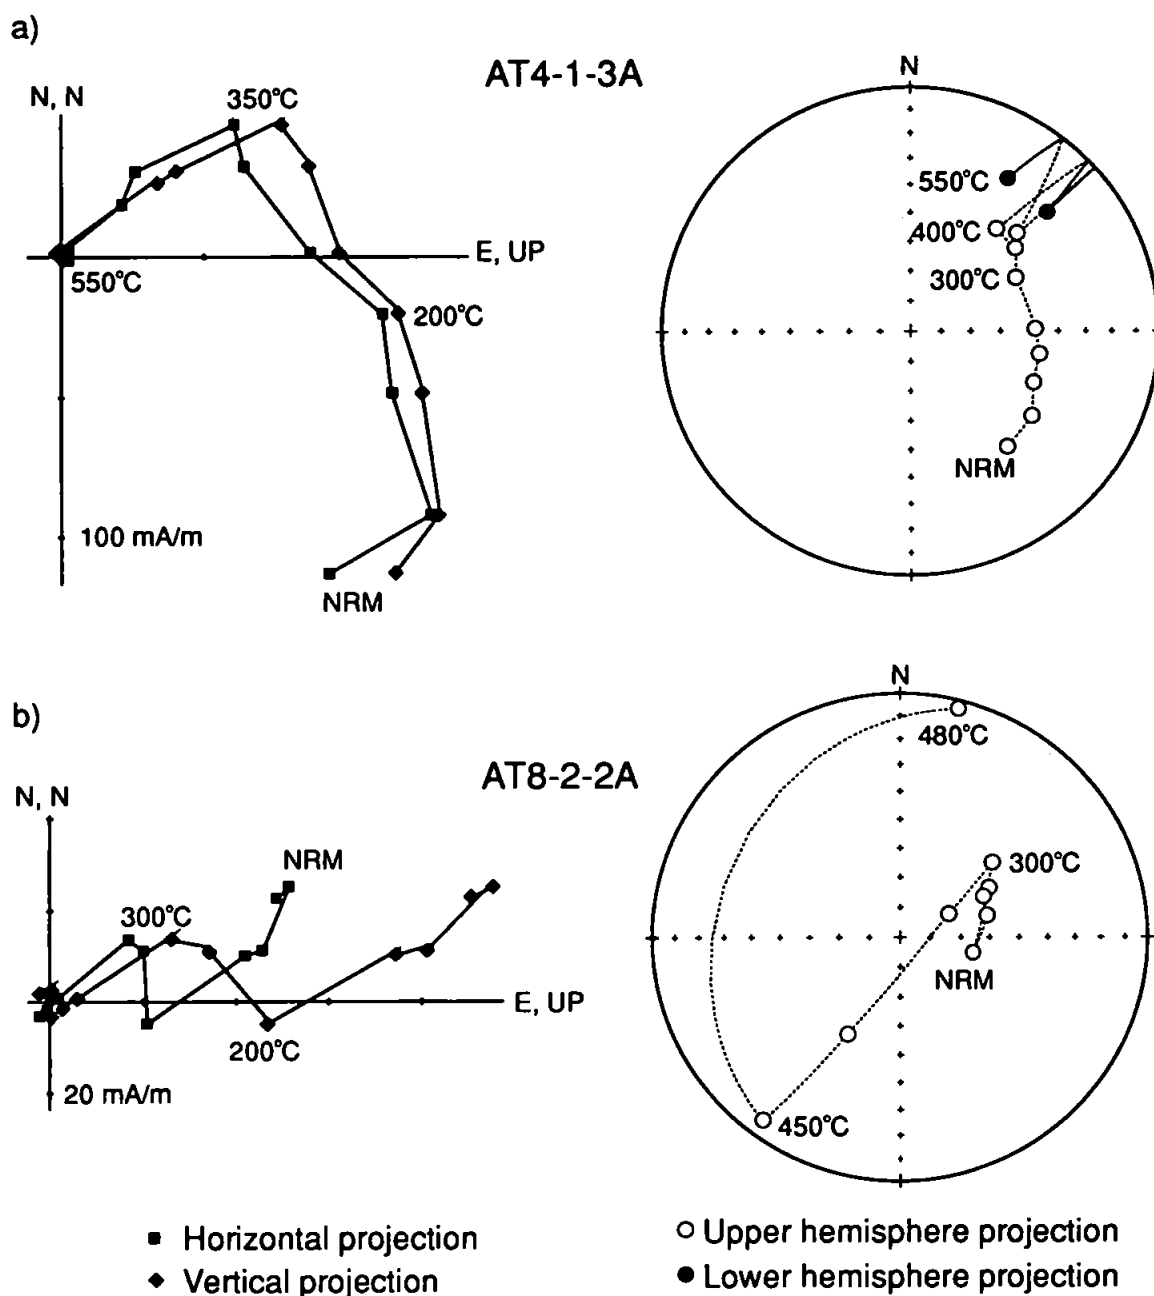 a)
AT4-1-3A
N, N
350°C
E, UP
550°C
200°C
100 mA/m
NRM
N
550°C
400°C
300°C
NRM
b)
AT8-2-2A
N, N
NRM
300°C
E, UP
200°C
20 mA/m
N
480°C
300°C
NRM
450°C
Horizontal projection
Vertical projection
Upper hemisphere projection
Lower hemisphere projection